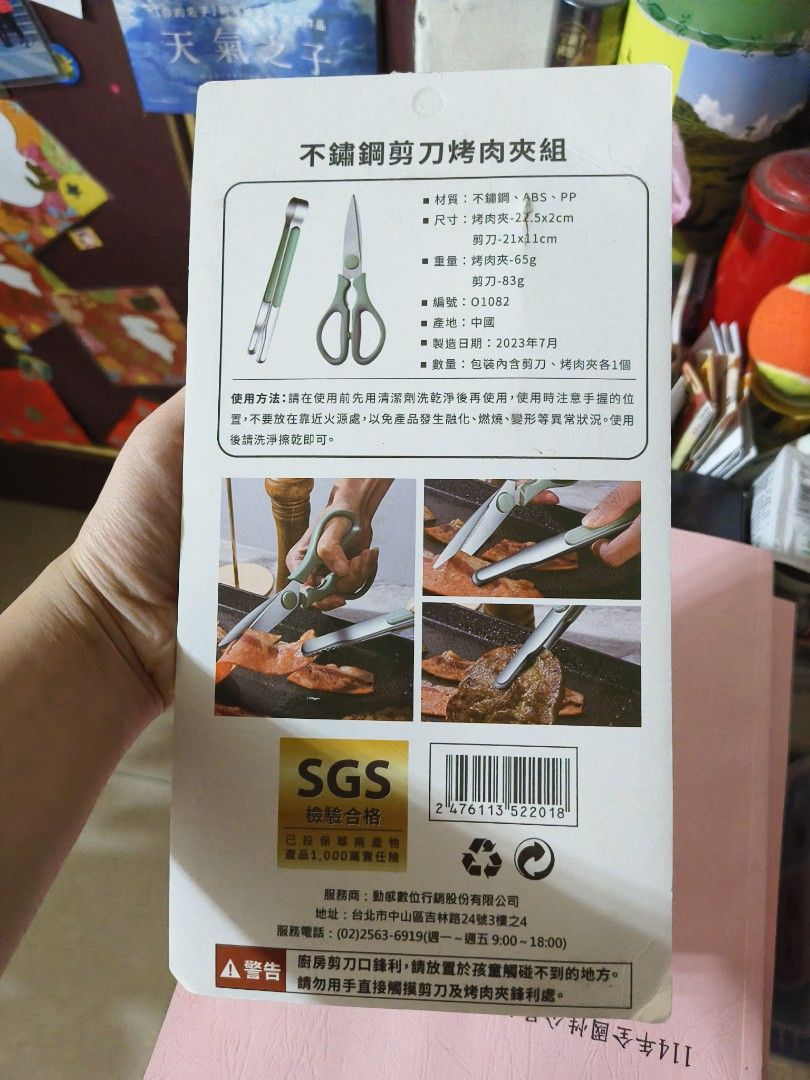 天氣之子
不鏽鋼剪刀烤肉夾組
■ 材質：不鏽鋼、ABS、PP
■ 尺寸：烤肉夾-22.5x2cm
剪刀-21x11cm
■ 重量：烤肉夾-65g
剪刀-83g
■ 編號：O1082
■ 產地：中國
■ 製造日期：2023年7月
■ 數量：包裝內含剪刀、烤肉夾各1個
使用方法：請在使用前先用清潔劑洗乾淨後再使用，使用時注意手握的位
置，不要放在靠近火源處，以免產品發生融化、燃燒、變形等異常狀況。使用
後請洗淨擦乾即可。
SGS
檢驗合格
已投保華南產物
產品1,000萬責任險
2 476113 522018
服務商：動感數位行銷股份有限公司
地址：台北市中山區吉林路24號3樓之4
服務電話：(02)2563-6919(週一～週五 9:00~18:00)
警告
廚房剪刀口鋒利，請放置於孩童觸碰不到的地方。
請勿用手直接觸摸剪刀及烤肉夾鋒利處。
114年全國性公